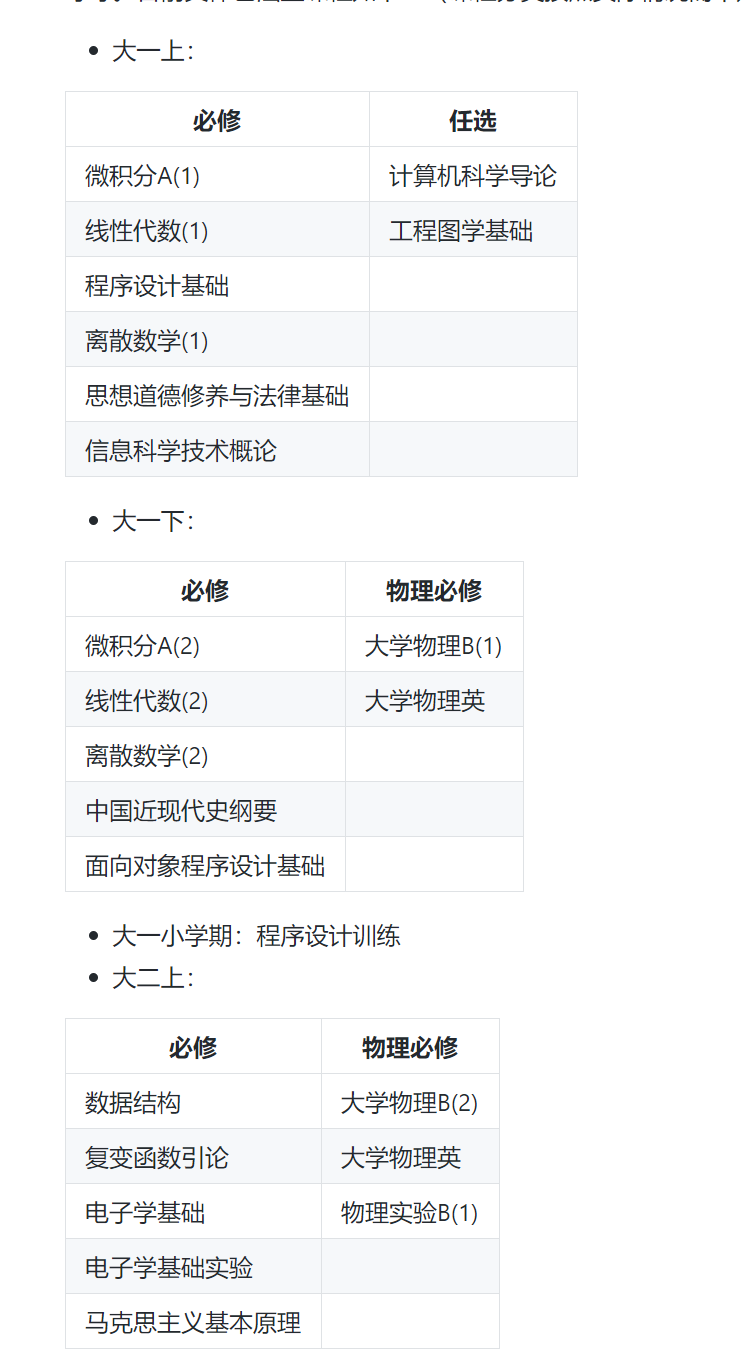 大一上：
必修 任选
微积分A(1) 计算机科学导论
线性代数(1) 工程图学基础
程序设计基础
离散数学(1)
思想道德修养与法律基础
信息科学技术概论
大一下：
必修 物理必修
微积分A(2) 大学物理B(1)
线性代数(2) 大学物理英
离散数学(2)
中国近现代史纲要
面向对象程序设计基础
大一小学期：程序设计训练
大二上：
必修 物理必修
数据结构 大学物理B(2)
复变函数引论 大学物理英
电子学基础 物理实验B(1)
电子学基础实验
马克思主义基本原理